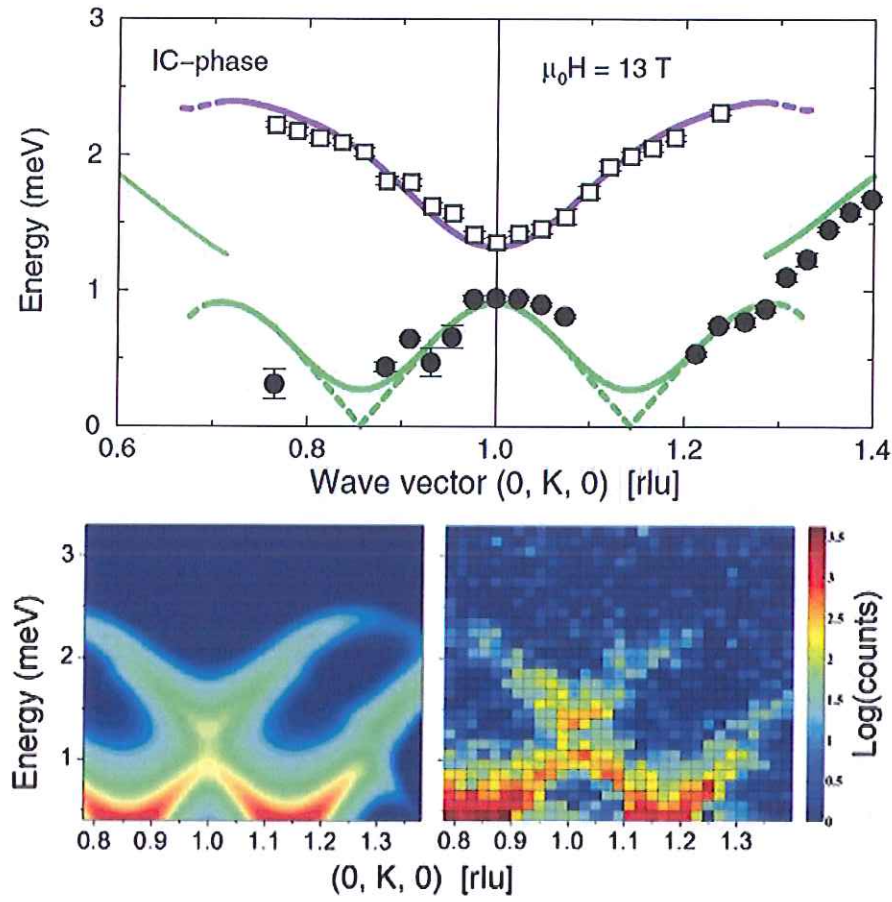 3
IC–phase
μ₀H = 13 T
2
1
0
Energy (meV)
0.6 0.8 1.0 1.2 1.4
Wave vector (0, K, 0) [rlu]
3
2
1
Energy (meV)
3.5
3
2.5
2
1.5
1
0.5
0
Log(counts)
0.8 0.9 1.0 1.1 1.2 1.3
0.8 0.9 1.0 1.1 1.2 1.3
(0, K, 0) [rlu]